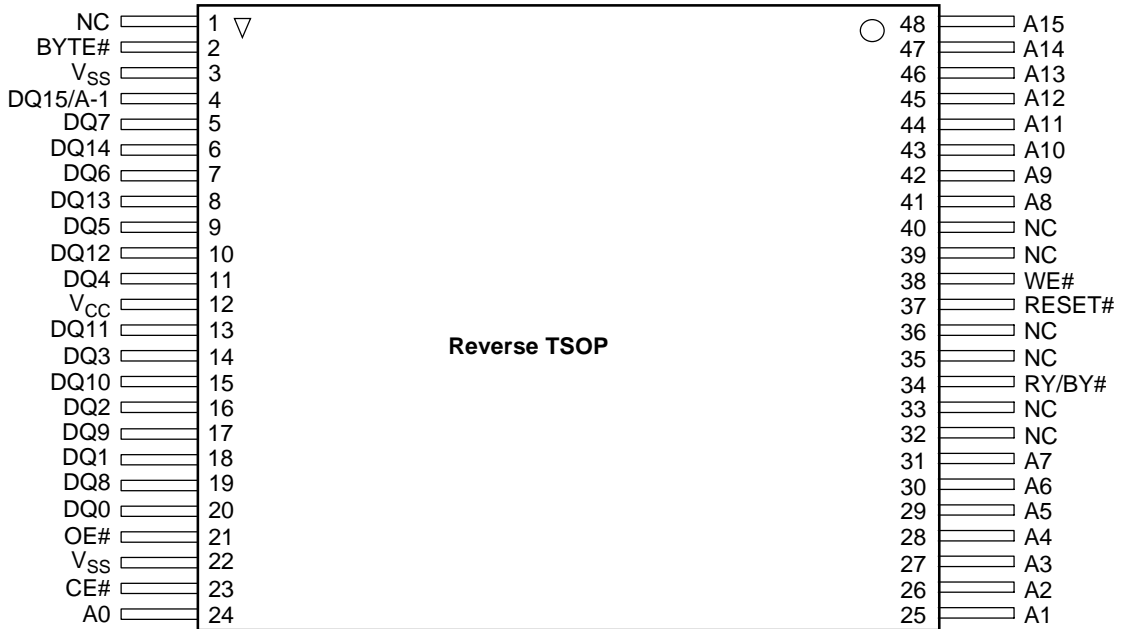 NC 1 48 A15
BYTE# 2 47 A14
VSS 3 46 A13
DQ15/A-1 4 45 A12
DQ7 5 44 A11
DQ14 6 43 A10
DQ6 7 42 A9
DQ13 8 41 A8
DQ5 9 40 NC
DQ12 10 39 NC
DQ4 11 38 WE#
VCC 12 37 RESET#
DQ11 13 36 NC
Reverse TSOP
DQ3 14 35 NC
DQ10 15 34 RY/BY#
DQ2 16 33 NC
DQ9 17 32 NC
DQ1 18 31 A7
DQ8 19 30 A6
DQ0 20 29 A5
OE# 21 28 A4
VSS 22 27 A3
CE# 23 26 A2
A0 24 25 A1